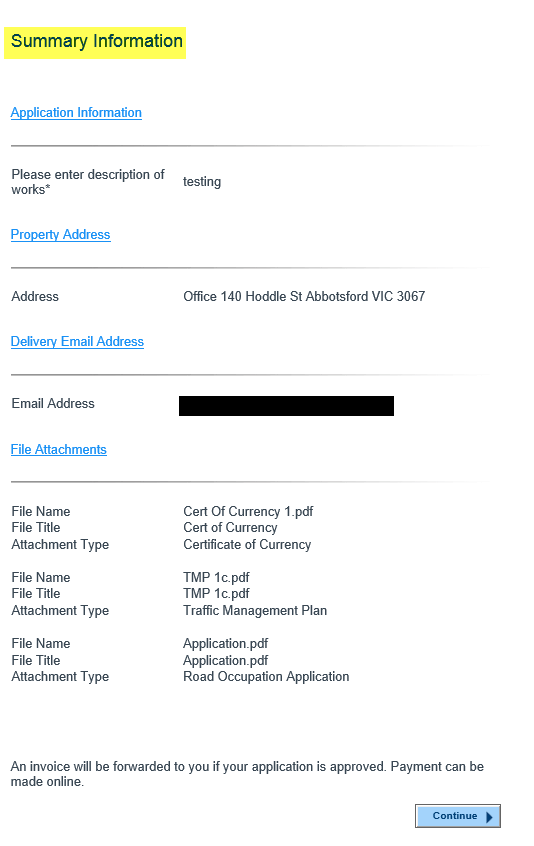 Summary Information
Application Information
Please enter description of
works*
testing
Property Address
Address Office 140 Hoddle St Abbotsford VIC 3067
Delivery Email Address
Email Address
File Attachments
File Name Cert Of Currency 1.pdf
File Title Cert of Currency
Attachment Type Certificate of Currency
File Name TMP 1c.pdf
File Title TMP 1c.pdf
Attachment Type Traffic Management Plan
File Name Application.pdf
File Title Application.pdf
Attachment Type Road Occupation Application
An invoice will be forwarded to you if your application is approved. Payment can be
made online.
Continue